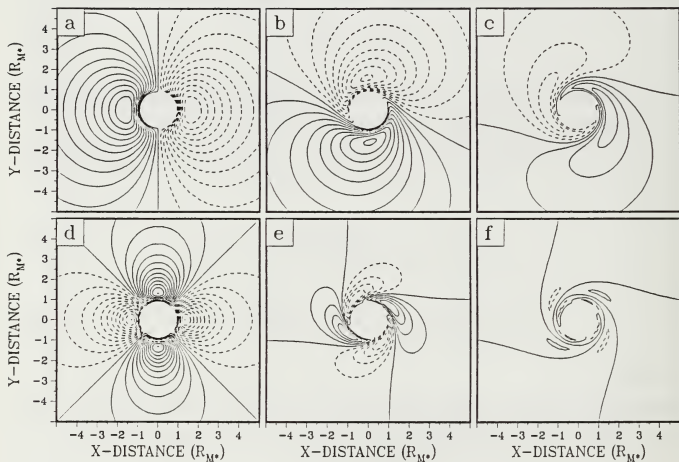 a
b
c
Y-DISTANCE (R_M*)
4
3
2
1
0
-1
-2
-3
-4
d
e
f
Y-DISTANCE (R_M*)
4
3
2
1
0
-1
-2
-3
-4
-4 -3 -2 -1 0 1 2 3 4
-4 -3 -2 -1 0 1 2 3 4
-4 -3 -2 -1 0 1 2 3 4
X-DISTANCE (R_M*)
X-DISTANCE (R_M*)
X-DISTANCE (R_M*)